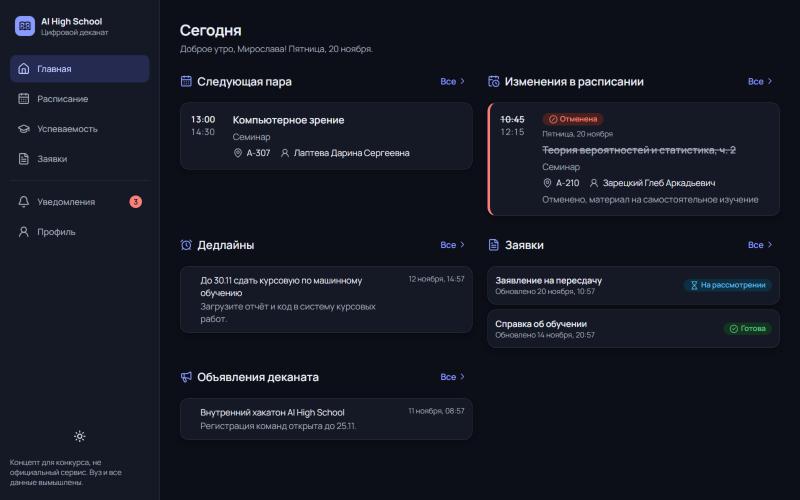 AI High School
Цифровой деканат
Главная
Расписание
Успеваемость
Заявки
Уведомления 3
Профиль
Концепт для конкурса, не
официальный сервис. Вуз и все
данные вымышлены.
Сегодня
Доброе утро, Мирослава! Пятница, 20 ноября.
Следующая пара Все
13:00 Компьютерное зрение
14:30 Семинар
А-307 Лаптева Дарина Сергеевна
Изменения в расписании Все
10:45 Отменена
12:15 Пятница, 20 ноября
Теория вероятностей и статистика, ч. 2
Семинар
А-210 Зарецкий Глеб Аркадьевич
Отменено, материал на самостоятельное изучение
Дедлайны Все
До 30.11 сдать курсовую по машинному 12 ноября, 14:57
обучению
Загрузите отчёт и код в систему курсовых
работ.
Заявки Все
Заявление на пересдачу На рассмотрении
Обновлено 20 ноября, 10:57
Справка об обучении Готова
Обновлено 14 ноября, 20:57
Объявления деканата Все
Внутренний хакатон AI High School 11 ноября, 08:57
Регистрация команд открыта до 25.11.